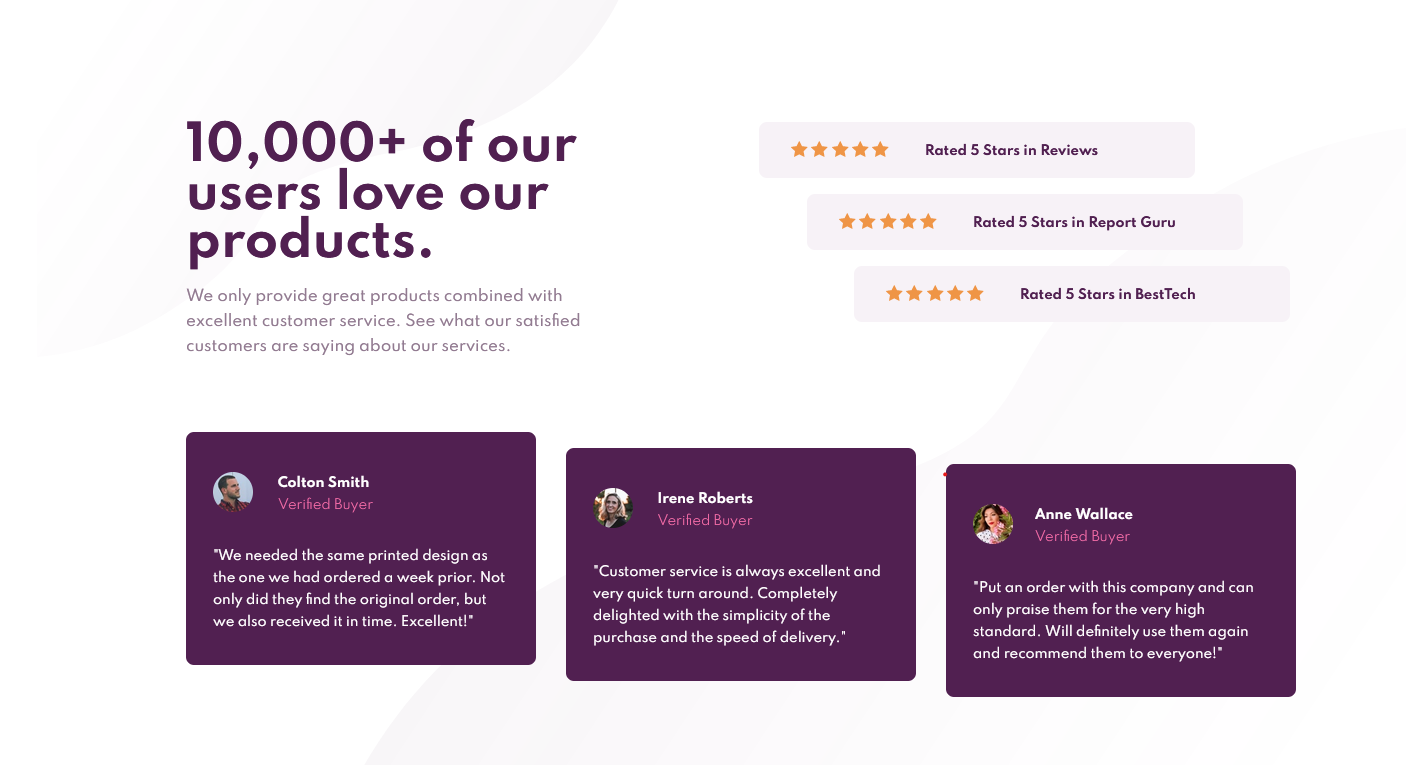 10,000+ of our
users love our
products.
We only provide great products combined with
excellent customer service. See what our satisfied
customers are saying about our services.
Rated 5 Stars in Reviews
Rated 5 Stars in Report Guru
Rated 5 Stars in BestTech
Colton Smith
Verified Buyer
"We needed the same printed design as
the one we had ordered a week prior. Not
only did they find the original order, but
we also received it in time. Excellent!"
Irene Roberts
Verified Buyer
"Customer service is always excellent and
very quick turn around. Completely
delighted with the simplicity of the
purchase and the speed of delivery."
Anne Wallace
Verified Buyer
"Put an order with this company and can
only praise them for the very high
standard. Will definitely use them again
and recommend them to everyone!"